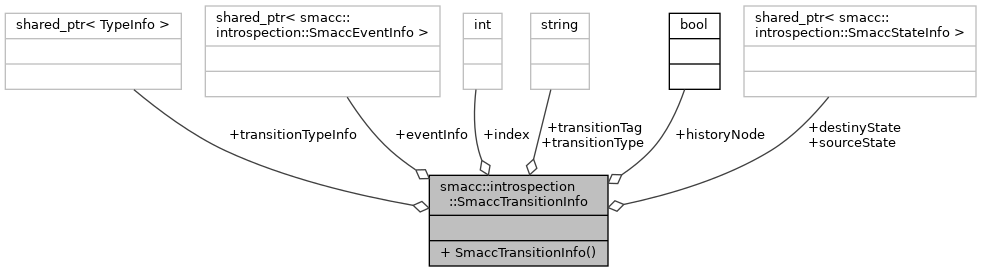 shared_ptr< TypeInfo >
shared_ptr< smacc::
introspection::SmaccEventInfo >
int
string
bool
shared_ptr< smacc::
introspection::SmaccStateInfo >
+transitionTypeInfo
+eventInfo
+index
+transitionTag
+transitionType
+historyNode
+destinyState
+sourceState
smacc::introspection
::SmaccTransitionInfo
+ SmaccTransitionInfo()